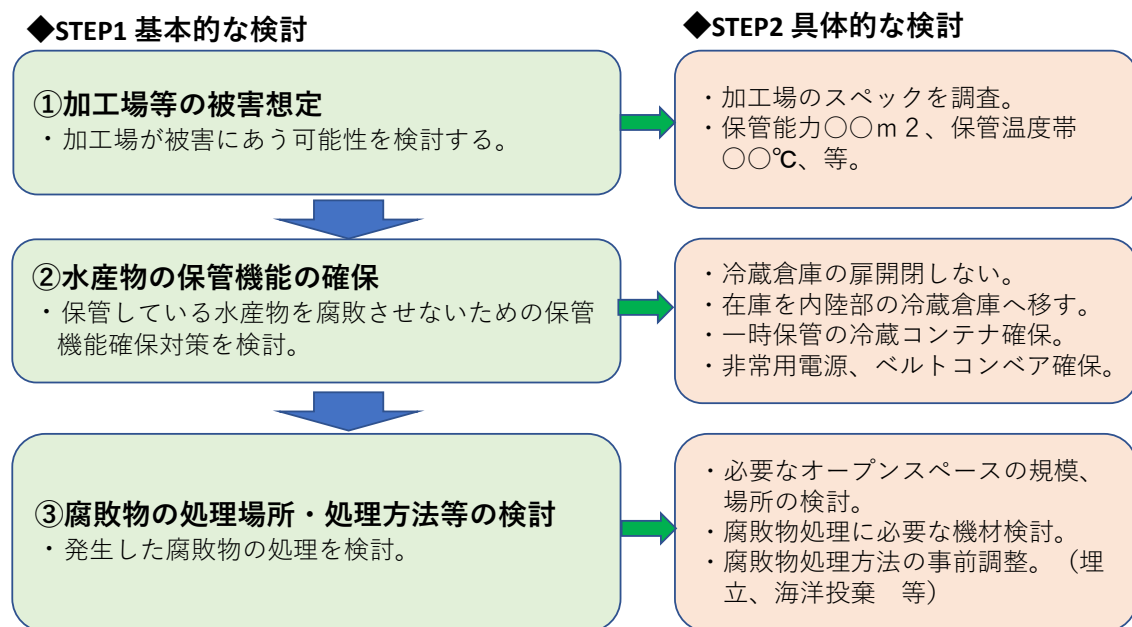 ◆STEP1 基本的な検討
①加工場等の被害想定
・加工場が被害にあう可能性を検討する。
②水産物の保管機能の確保
・保管している水産物を腐敗させないための保管
機能確保対策を検討。
③腐敗物の処理場所・処理方法等の検討
・発生した腐敗物の処理を検討。
◆STEP2 具体的な検討
・加工場のスペックを調査。
・保管能力○○m2、保管温度帯
○○℃、等。
・冷蔵倉庫の扉開閉しない。
・在庫を内陸部の冷蔵倉庫へ移す。
・一時保管の冷蔵コンテナ確保。
・非常用電源、ベルトコンベア確保。
・必要なオープンスペースの規模、
場所の検討。
・腐敗物処理に必要な機材検討。
・腐敗物処理方法の事前調整。（埋
立、海洋投棄　等）